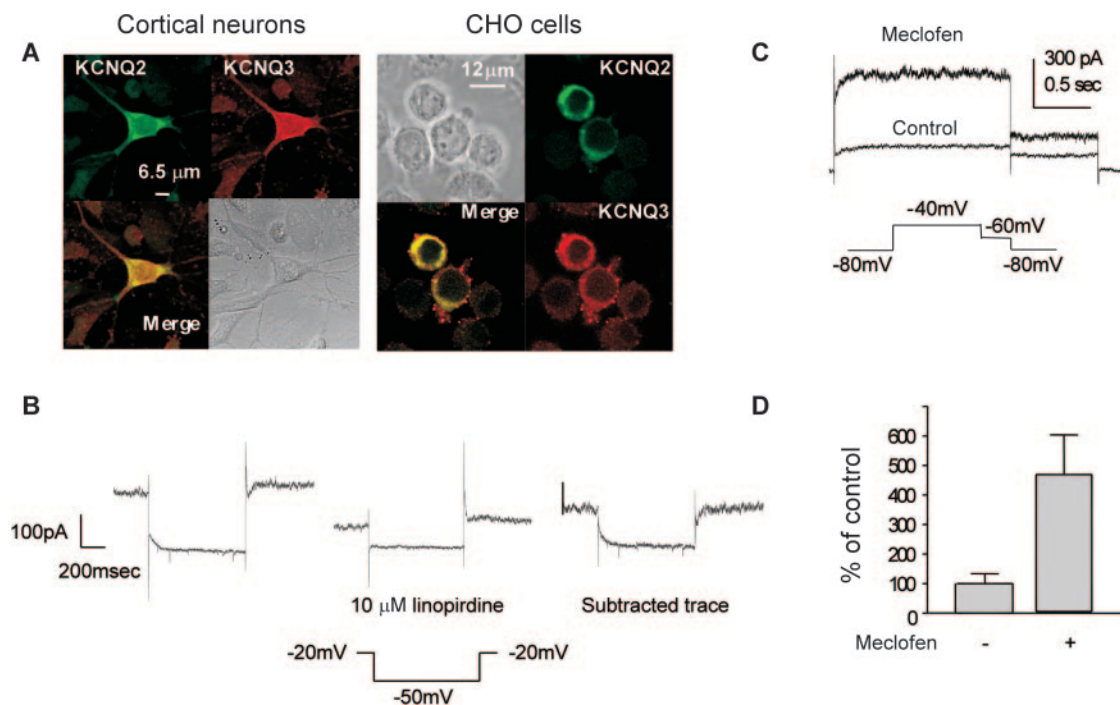 Cortical neurons
CHO cells
A
KCNQ2
KCNQ3
6.5 μm
Merge
12μm
KCNQ2
Merge
KCNQ3
C
Meclofen
300 pA
0.5 sec
Control
-40mV
-60mV
-80mV
-80mV
B
100pA
200msec
10 μM linopirdine
Subtracted trace
-20mV
-20mV
-50mV
D
% of control
600
500
400
300
200
100
0
Meclofen
-
+